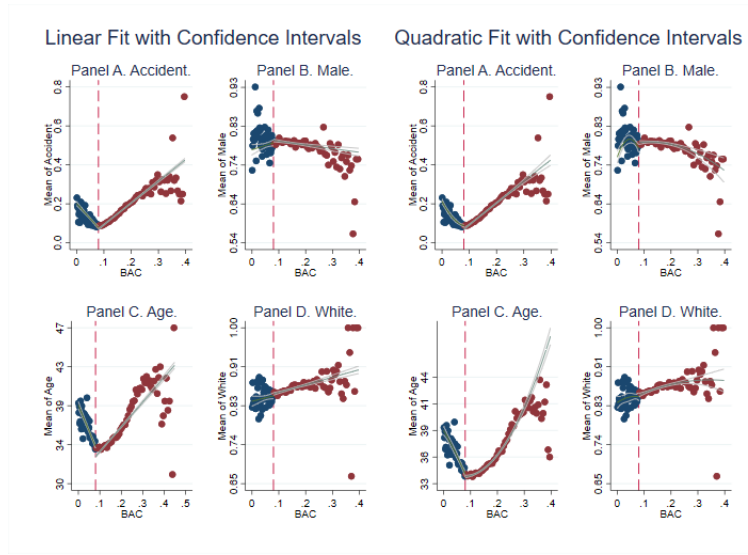 Linear Fit with Confidence Intervals
Quadratic Fit with Confidence Intervals
Panel A. Accident.
Mean of Accident
0.8
0.6
0.4
0.2
0.0
0 .1 .2 .3 .4
BAC
Panel B. Male.
Mean of Male
0.93
0.83
0.74
0.64
0.54
0 .1 .2 .3 .4
BAC
Panel A. Accident.
Mean of Accident
0.8
0.6
0.4
0.2
0.0
0 .1 .2 .3 .4
BAC
Panel B. Male.
Mean of Male
0.93
0.83
0.74
0.64
0.54
0 .1 .2 .3 .4
BAC
Panel C. Age.
Mean of Age
47
43
39
34
30
0 .1 .2 .3 .4 .5
BAC
Panel D. White.
Mean of White
1.00
0.91
0.83
0.74
0.65
0 .1 .2 .3 .4
BAC
Panel C. Age.
Mean of Age
44
41
39
36
33
0 .1 .2 .3 .4
BAC
Panel D. White.
Mean of White
1.00
0.91
0.83
0.74
0.65
0 .1 .2 .3 .4
BAC